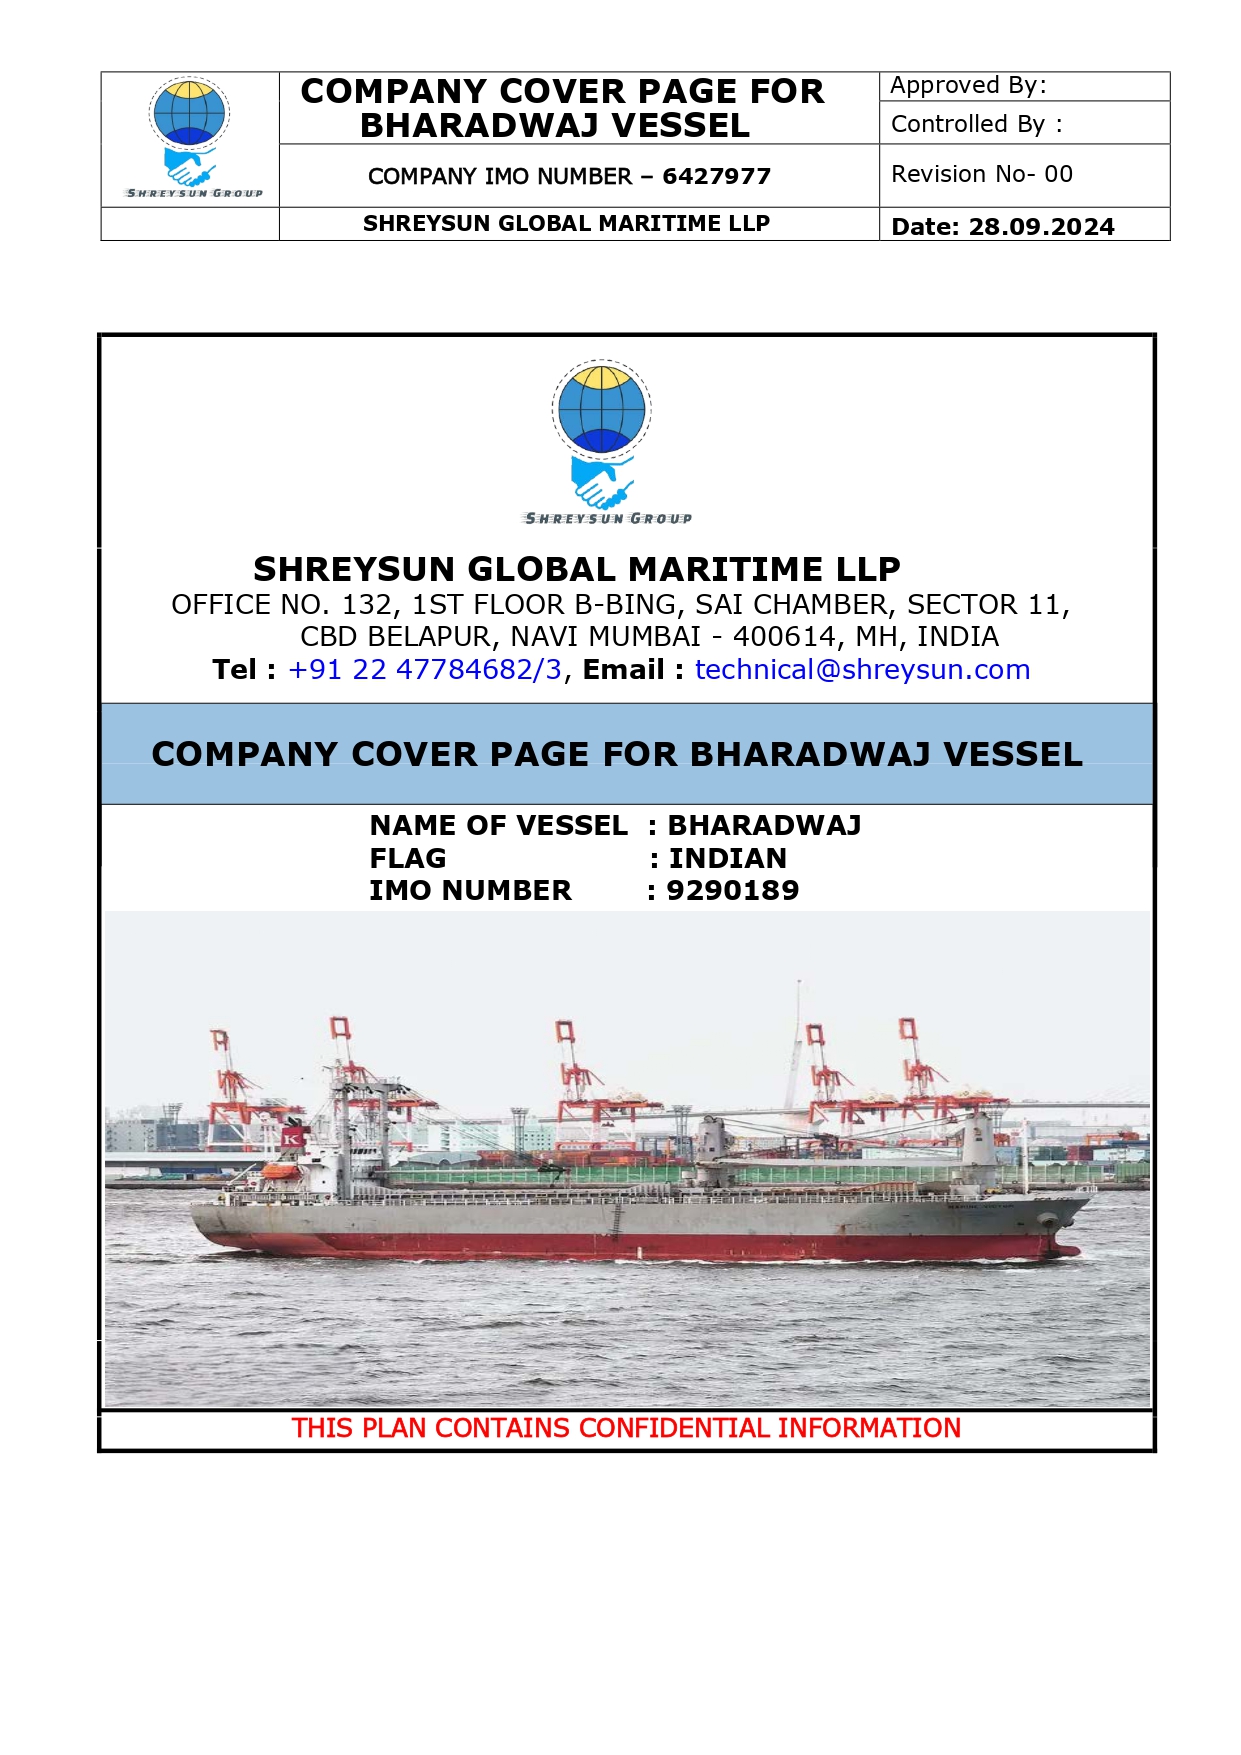 SHREYSUN GROUP
COMPANY COVER PAGE FOR
BHARADWAJ VESSEL
COMPANY IMO NUMBER – 6427977
SHREYSUN GLOBAL MARITIME LLP
Approved By:
Controlled By :
Revision No- 00
Date: 28.09.2024
SHREYSUN GROUP
SHREYSUN GLOBAL MARITIME LLP
OFFICE NO. 132, 1ST FLOOR B-BING, SAI CHAMBER, SECTOR 11,
CBD BELAPUR, NAVI MUMBAI - 400614, MH, INDIA
Tel : +91 22 47784682/3, Email : technical@shreysun.com
COMPANY COVER PAGE FOR BHARADWAJ VESSEL
NAME OF VESSEL : BHARADWAJ
FLAG : INDIAN
IMO NUMBER : 9290189
K
THIS PLAN CONTAINS CONFIDENTIAL INFORMATION